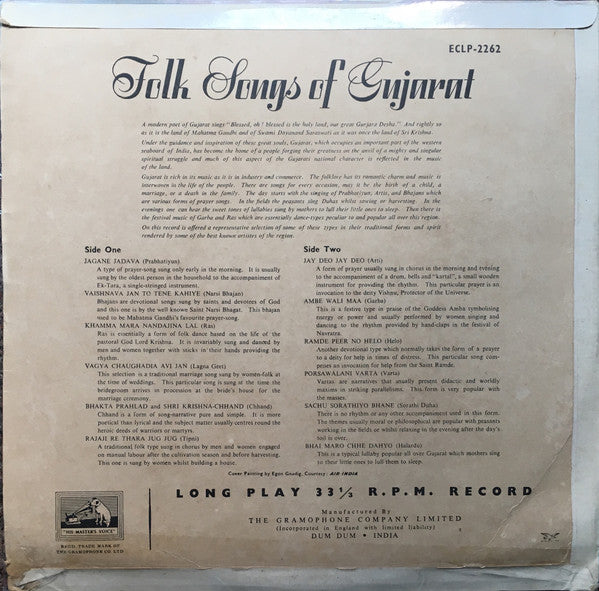 ECLP-2262
Folk Songs of Gujarat
A modern poet of Gujarat sings "Blessed, oh! blessed is the holy land, our great Gurjara Desha." And rightly so
as it is the land of Mahatma Gandhi and of Swami Dayanand Saraswati as it was once the land of Sri Krishna.
Under the guidance and inspiration of these great souls, Gujarat, which occupies an important part of the western
seaboard of India, has become the home of a people forging their greatness on the anvil of a mighty and singular
spiritual struggle and much of this aspect of the Gujarati national character is reflected in the music
of the land.
Gujarat is rich in its music as it is in industry and commerce. The folklore has its romantic charm and music is
interwoven in the life of the people. There are songs for every occasion, may it be the birth of a child, a
marriage, or a death in the family. The day starts with the singing of Prabhatiyun, Artis, and Bhajans which
are various forms of prayer songs. In the fields the peasants sing Duhas whilst sowing or harvesting. In the
evenings one can hear the sweet tones of lullabies sung by mothers to lull their little ones to sleep. Then there is
the festival music of Garba and Ras which are essentially dance-types peculiar to and popular all over this region.
On this record is offered a representative selection of some of these types in their traditional forms and spirit
rendered by some of the best known artistes of the region.
Side One
JAGANE JADAVA (Prabhatiyun)
A type of prayer-song sung only early in the morning. It is usually
sung by the oldest person in the household to the accompaniment of
Ek-Tara, a single-stringed instrument.
VAISHNAVA JAN TO TENE KAHIYE (Narsi Bhajan)
Bhajans are devotional songs sung by saints and devotees of God
and this one is by the well known Saint Narsi Bhagat. This bhajan
used to be Mahatma Gandhi's favourite prayer-song.
KHAMMA MARA NANDAJINA LAL (Ras)
Ras is essentially a form of folk dance based on the life of the
pastoral God Lord Krishna. It is invariably sung and danced by
men and women together with sticks in their hands providing the
rhythm.
VAGYA CHAUGHADIA AVI JAN (Lagna Geet)
This selection is a traditional marriage song sung by women-folk at
the time of weddings. This particular song is sung at the time the
bridegroom arrives in procession at the bride's house for the
marriage ceremony.
BHAKTA PRAHLAD and SHRI KRISHNA-CHHAND (Chhand)
Chhand is a form of song-narrative pure and simple. It is more
poetic than lyrical and the subject matter usually centres round the
heroic deeds of warriors or martyrs.
RAJAJI RE THARA JUG JUG (Tipni)
A traditional folk type sung in chorus by men and women engaged
on manual labour after the cultivation season and before harvesting.
This one is sung by women whilst building a house.
Side Two
JAY DEO JAY DEO (Arti)
A form of prayer usually sung in chorus in the morning and evening
to the accompaniment of a drum, bells and "kartal", a small wooden
instrument for providing the rhythm. This particular prayer is an
invocation to the deity Vishnu, Protector of the Universe.
AMBE WALI MAA (Garba)
This is a festive type in praise of the Goddess Amba symbolising
energy or power and usually performed by women singing and
dancing to the rhythm provided by hand-claps in the festival of
Navratra.
RAMDE PEER NO HELO (Helo)
Another devotional type which normally takes the form of a prayer
to a deity for help in times of distress. This particular song com-
poses an invocation for help from the Saint Ramde.
PORSAWALANI VARTA (Varta)
Vartas are narratives that usually present didactic and worldly
maxims in striking parallelisms. This form is very popular with
the masses.
SACHU SORATHIYO BHANE (Sorathi Duha)
There is no rhythm or any other accompaniment used in this form.
The themes usually moral or philosophical are popular with peasants
working in the fields or whilst relaxing in the evening after the day's
toil is over.
BHAI MARO CHHE DAHYO (Halardu)
This is a typical lullaby popular all over Gujarat which mothers sing
to their little ones to lull them to sleep.
Cover Painting by Egon Grudig, Courtesy: AIR-INDIA
LONG PLAY 33 1/3 R.P.M. RECORD
"HIS MASTER'S VOICE"
REGD. TRADE MARK OF
THE GRAMOPHONE CO LTD
Manufactured By
THE GRAMOPHONE COMPANY LIMITED
(Incorporated in England with limited liability)
DUM DUM • INDIA